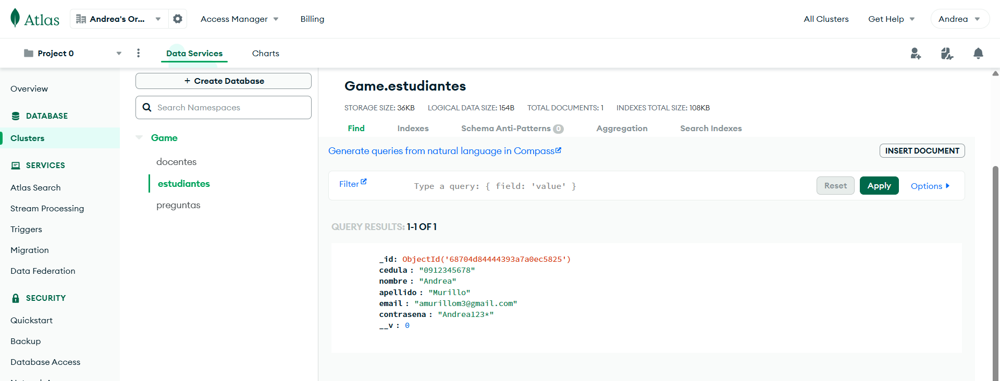 Atlas
Andrea's Or...
Access Manager
Billing
All Clusters
Get Help
Andrea
Project 0
Data Services
Charts
Overview
DATABASE
Clusters
SERVICES
Atlas Search
Stream Processing
Triggers
Migration
Data Federation
SECURITY
Quickstart
Backup
Database Access
+ Create Database
Search Namespaces
Game
docentes
estudiantes
preguntas
Game.estudiantes
STORAGE SIZE: 36KB LOGICAL DATA SIZE: 154B TOTAL DOCUMENTS: 1 INDEXES TOTAL SIZE: 108KB
Find Indexes Schema Anti-Patterns 0 Aggregation Search Indexes
Generate queries from natural language in Compass
INSERT DOCUMENT
Filter
Type a query: { field: 'value' }
Reset
Apply
Options
QUERY RESULTS: 1-1 OF 1
_id: ObjectId('68704d84444393a7a0ec5825')
cedula : "0912345678"
nombre : "Andrea"
apellido : "Murillo"
email : "amurillom3@gmail.com"
contrasena : "Andrea123*"
__v : 0